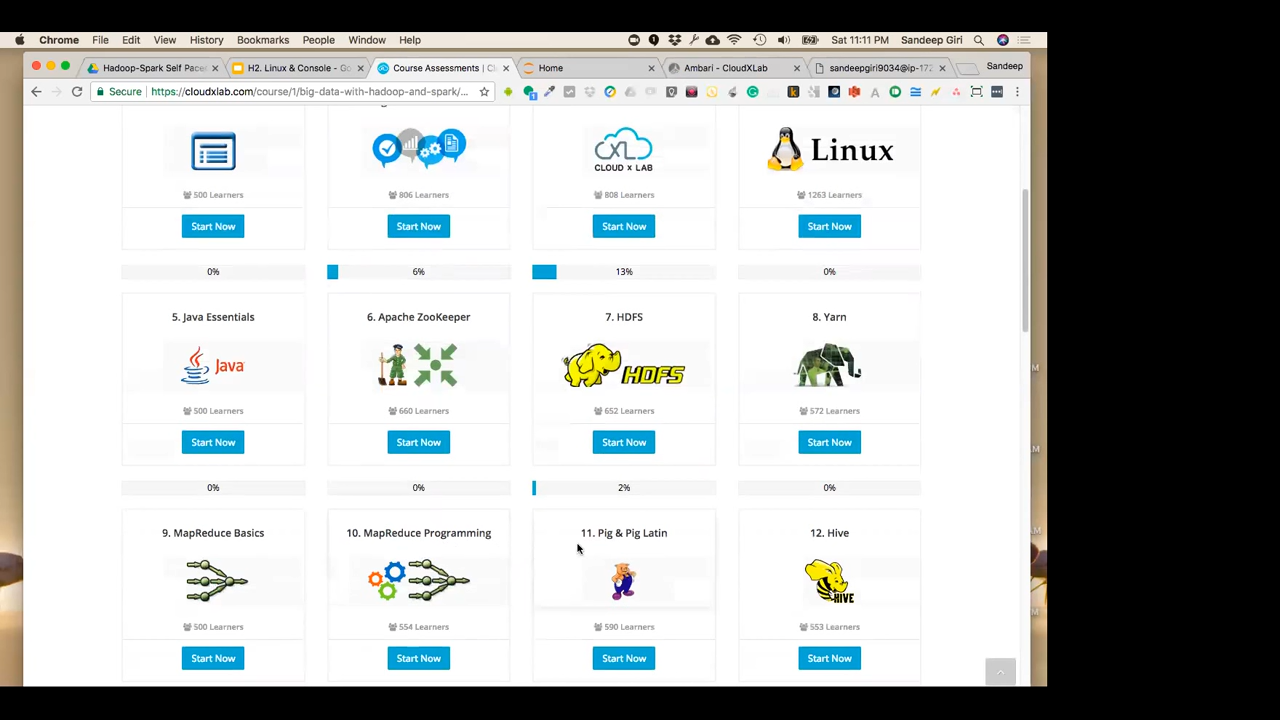 Chrome File Edit View History Bookmarks People Window Help Sat 11:11 PM Sandeep Giri
Hadoop-Spark Self Pace × H2. Linux & Console - Go × Course Assessments | Cl × Home × Ambari - CloudXLab × sandeepgiri9034@ip-172 × Sandeep
Secure https://cloudxlab.com/course/1/big-data-with-hadoop-and-spark/...
CLOUD X LAB Linux
500 Learners 806 Learners 808 Learners 1263 Learners
Start Now Start Now Start Now Start Now
0% 6% 13% 0%
5. Java Essentials 6. Apache ZooKeeper 7. HDFS 8. Yarn
Java HDFS
500 Learners 660 Learners 652 Learners 572 Learners
Start Now Start Now Start Now Start Now
0% 0% 2% 0%
9. MapReduce Basics 10. MapReduce Programming 11. Pig & Pig Latin 12. Hive
HIVE
500 Learners 554 Learners 590 Learners 553 Learners
Start Now Start Now Start Now Start Now